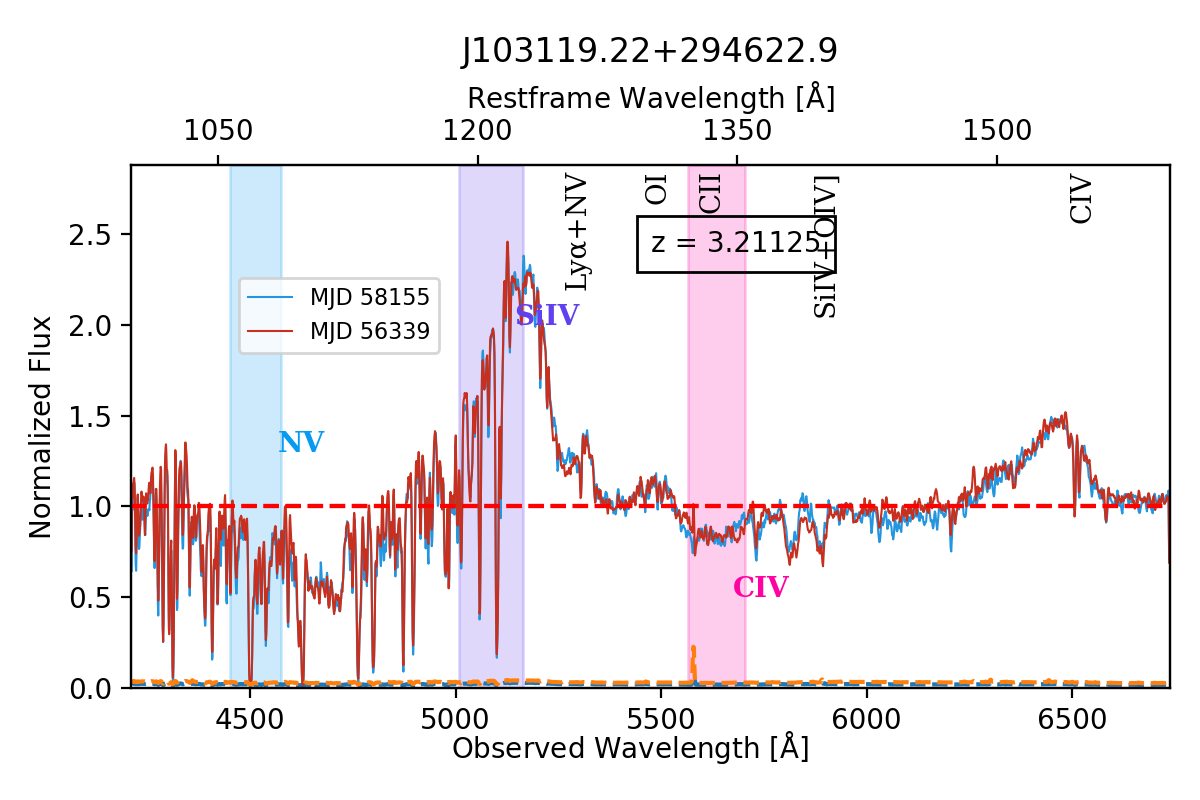 J103119.22+294622.9
Restframe Wavelength [Å]
1050 1200 1350 1500
Normalized Flux
2.5
2.0
1.5
1.0
0.5
0.0
Lyα+NV
OI
CII
SiIV+OIV]
CIV
z = 3.21125
MJD 58155
MJD 56339
SiIV
NV
CIV
4500 5000 5500 6000 6500
Observed Wavelength [Å]